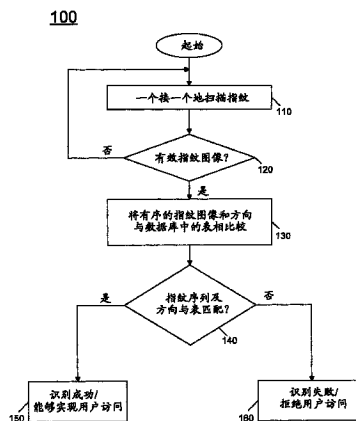 100
起始
一个接一个地扫描指纹
110
否
有效指纹图像?
120
是
将有序的指纹图像和方向
与数据库中的表相比较
130
是
指纹序列及
方向与表匹配?
否
140
识别成功/
能够实现用户访问
150
识别失败/
拒绝用户访问
160